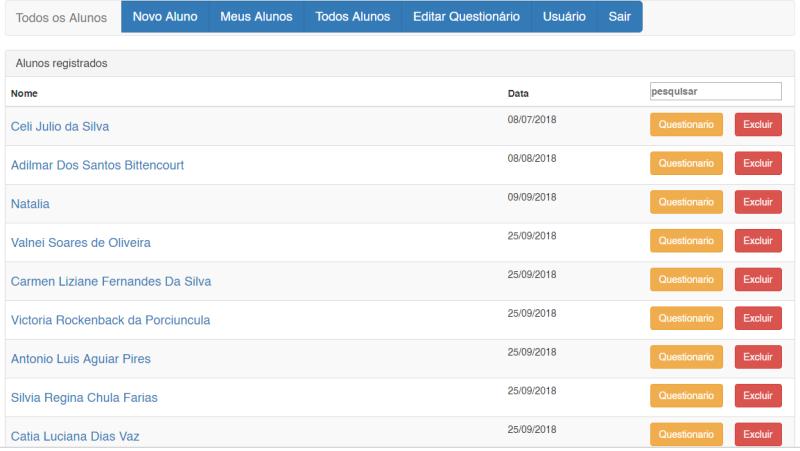 Todos os Alunos Novo Aluno Meus Alunos Todos Alunos Editar Questionário Usuário Sair
Alunos registrados
Nome Data pesquisar
Celi Julio da Silva 08/07/2018 Questionario Excluir
Adilmar Dos Santos Bittencourt 08/08/2018 Questionario Excluir
Natalia 09/09/2018 Questionario Excluir
Valnei Soares de Oliveira 25/09/2018 Questionario Excluir
Carmen Liziane Fernandes Da Silva 25/09/2018 Questionario Excluir
Victoria Rockenback da Porciuncula 25/09/2018 Questionario Excluir
Antonio Luis Aguiar Pires 25/09/2018 Questionario Excluir
Silvia Regina Chula Farias 25/09/2018 Questionario Excluir
Catia Luciana Dias Vaz 25/09/2018 Questionario Excluir